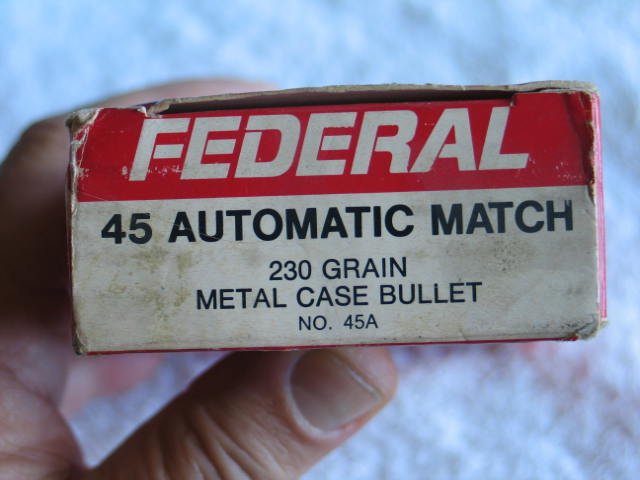 FEDERAL
45 AUTOMATIC MATCH
230 GRAIN
METAL CASE BULLET
NO. 45A